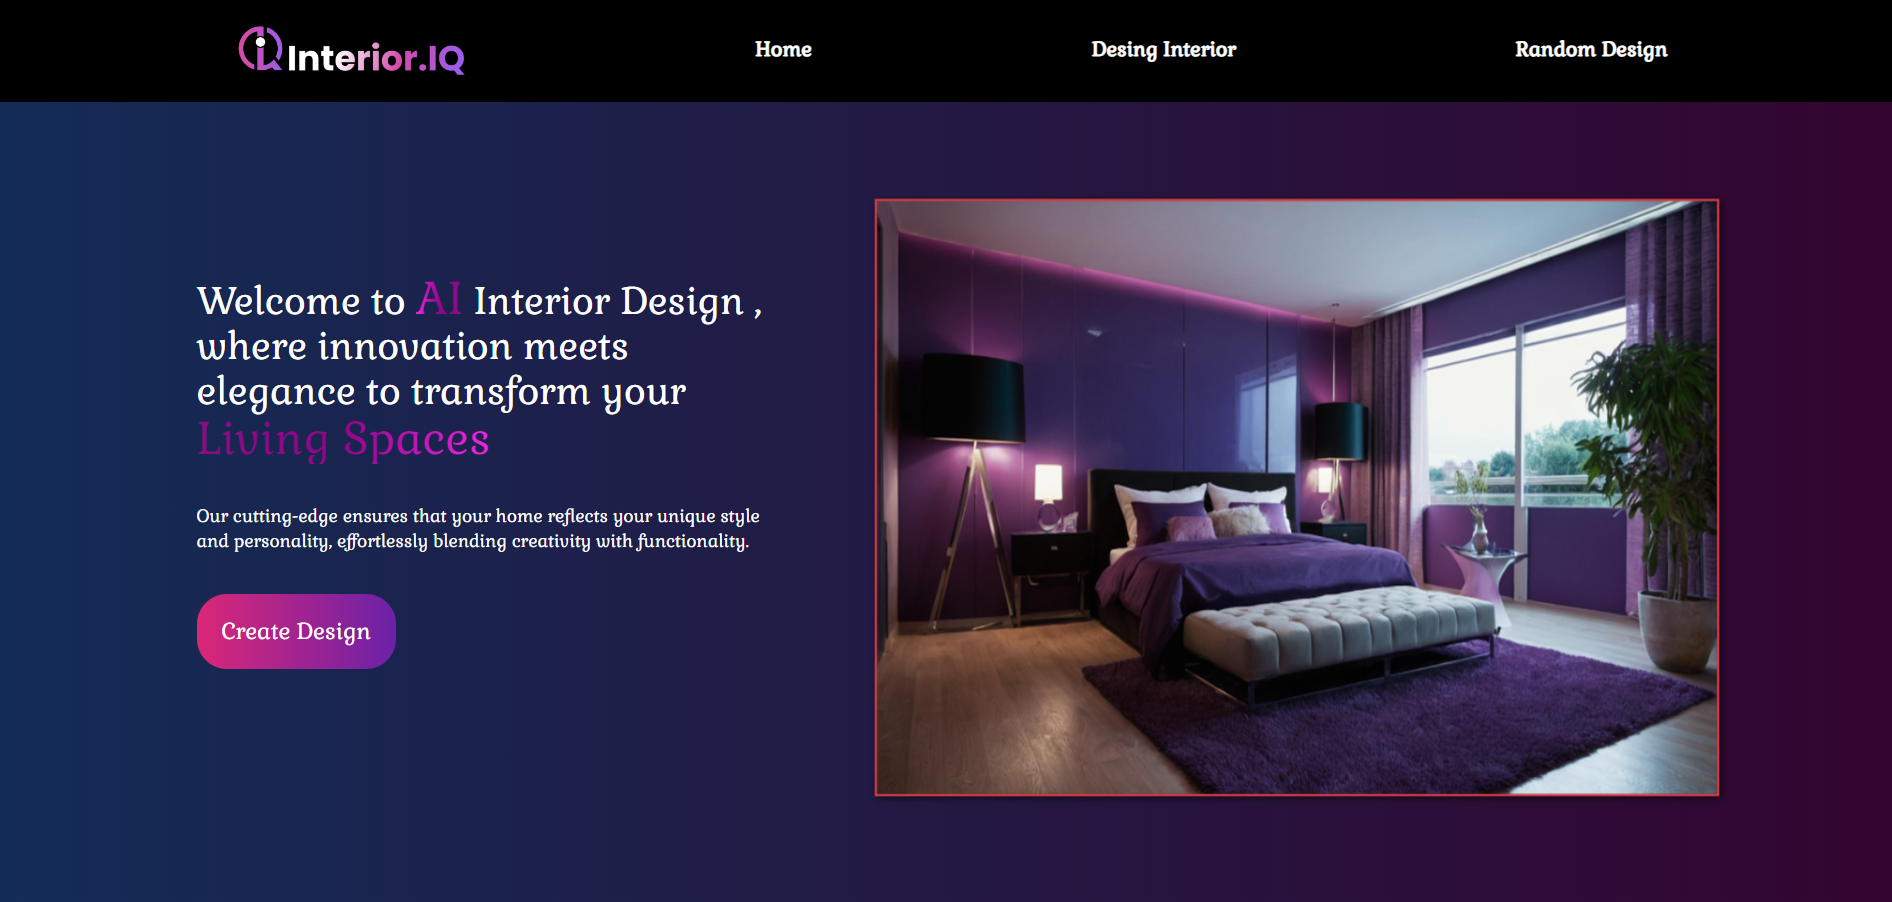 Interior.IQ
Home
Desing Interior
Random Design
Welcome to AI Interior Design ,
where innovation meets
elegance to transform your
Living Spaces
Our cutting-edge ensures that your home reflects your unique style
and personality, effortlessly blending creativity with functionality.
Create Design